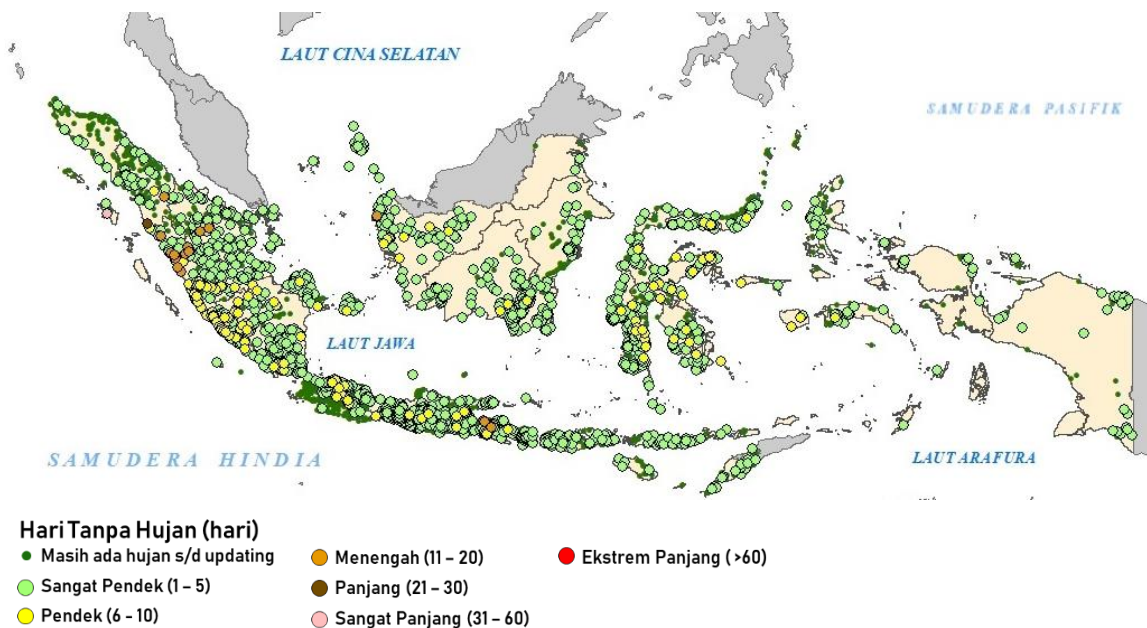 LAUT CINA SELATAN
SAMUDERA PASIFIK
LAUT JAWA
SAMUDERA HINDIA
LAUT ARAFURA
Hari Tanpa Hujan (hari)
Masih ada hujan s/d updating
Sangat Pendek (1 – 5)
Pendek (6 - 10)
Menengah (11 – 20)
Panjang (21 – 30)
Sangat Panjang (31 – 60)
Ekstrem Panjang ( >60)